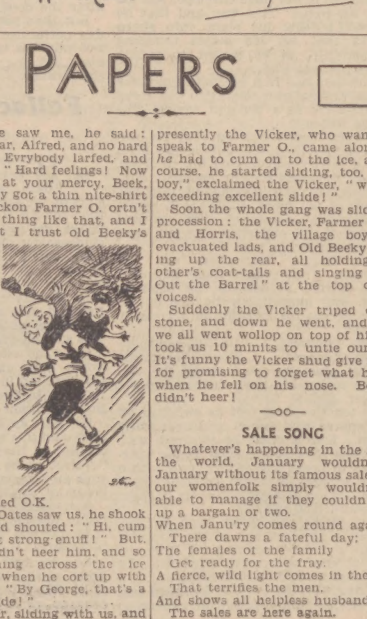 PAPERS
e saw me, he said :
ar, Alfred, and no hard
Evrybody larfed, and
" Hard feelings ! Now
at your mercy, Beek,
y got a thin nite-shirt
ckon Farmer O. ortn't
thing like that, and I
t I trust old Beeky's
ed O.K.
Oates saw us, he shook
d shouted : " Hi, cum
t strong enuff ! " But,
dn't heer him, and so
ing across the ice
when he cort up with
" By George, that's a
de ! "
r, sliding with us, and
presently the Vicker, who wan
speak to Farmer O., came alon
he had to cum on to the ice, a
course, he started sliding, too,
boy," exclaimed the Vicker, " w
exceeding excellent slide ! "
Soon the whole gang was slid
procession : the Vicker, Farmer
and Horris, the village boy
evackuated lads, and Old Beeky
ing up the rear, all holding
other's coat-tails and singing
Out the Barrel " at the top o
voices.
Suddenly the Vicker triped o
stone, and down he went, and
we all went wollop on top of hi
took us 10 minits to untie our
It's funny the Vicker shud give
for promising to forget what h
when he fell on his nose. B
didn't heer !
SALE SONG
Whatever's happening in the
the world, January wouldn
January without its famous sale
our womenfolk simply would
able to manage if they couldn
up a bargain or two.
When Janu'ry comes round aga
There dawns a fateful day :
The females of the family
Get ready for the fray.
A fierce, wild light comes in the
That terrifies the men,
And shows all helpless husband
The sales are here again.